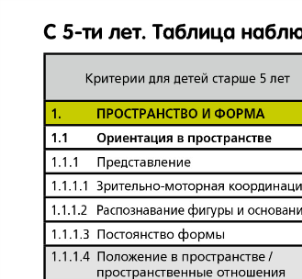 С 5-ти лет. Таблица наблю
Критерии для детей старше 5 лет
1. ПРОСТРАНСТВО И ФОРМА
1.1 Ориентация в пространстве
1.1.1 Представление
1.1.1.1 Зрительно-моторная координаци
1.1.1.2 Распознавание фигуры и основани
1.1.1.3 Постоянство формы
1.1.1.4 Положение в пространстве /
пространственные отношения